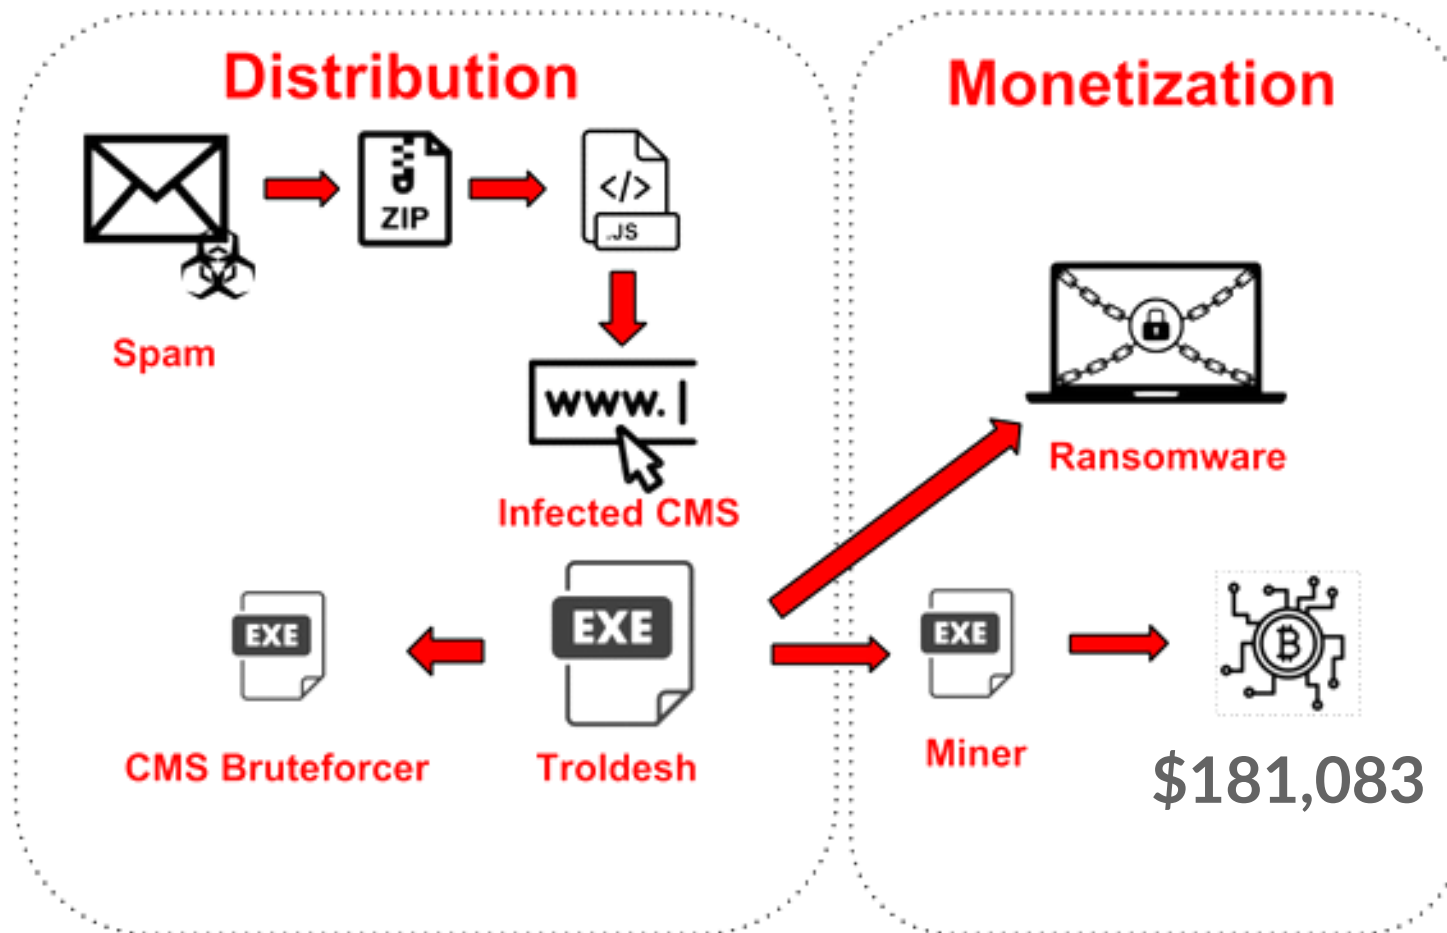 Distribution
Monetization
ZIP
</>
.JS
Spam
www.
Infected CMS
Ransomware
EXE
EXE
EXE
CMS Bruteforcer
Troldesh
Miner
$181,083